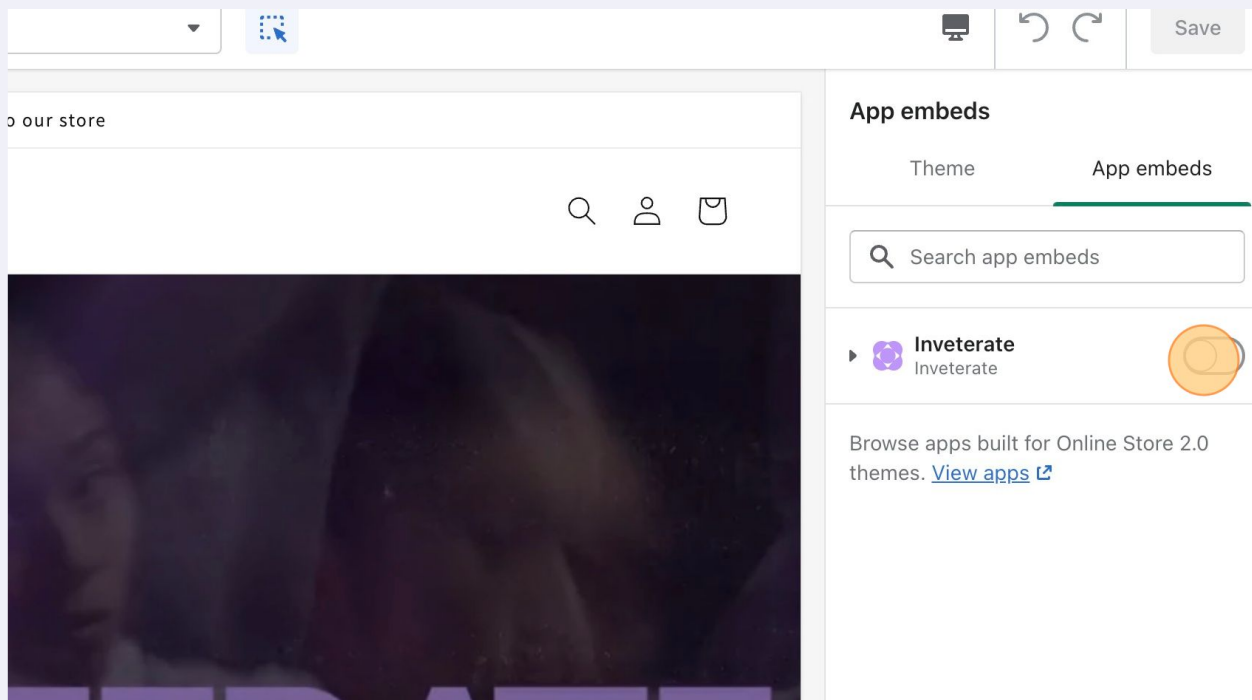 Save
o our store
App embeds
Theme
App embeds
Search app embeds
Inveterate
Inveterate
Browse apps built for Online Store 2.0
themes. View apps